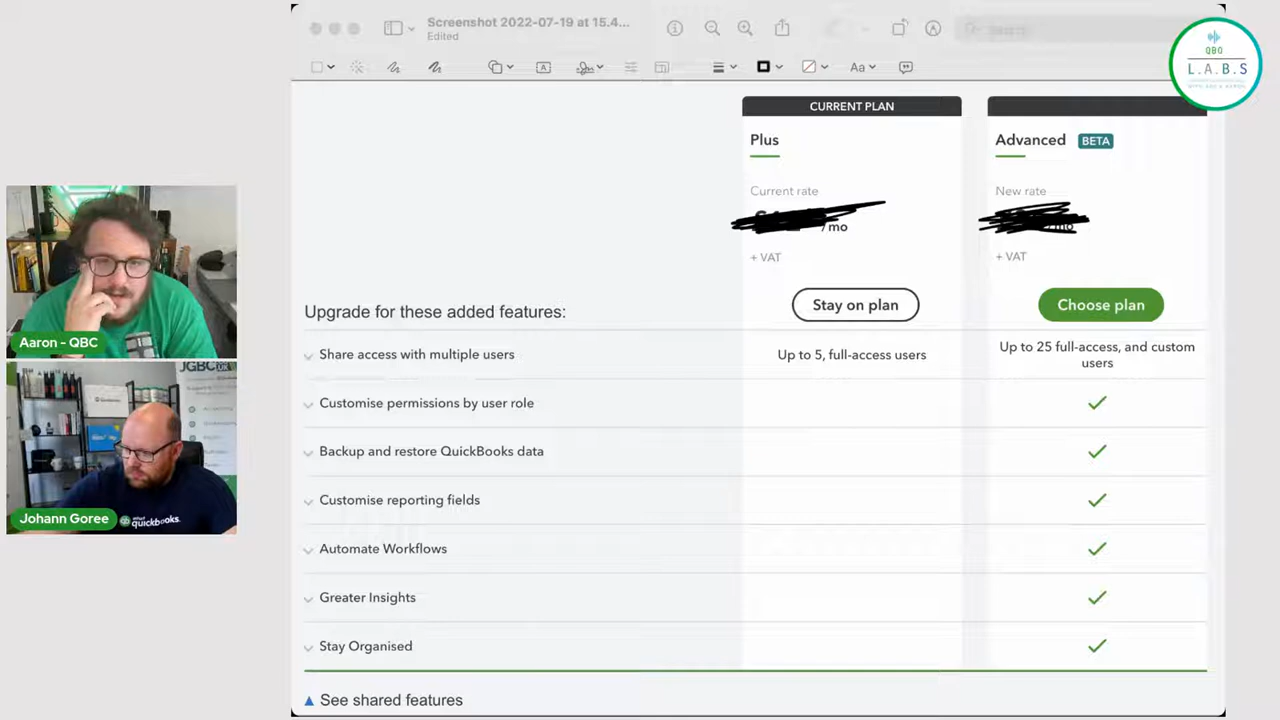 Screenshot 2022-07-19 at 15.4...
Edited
QBO
L.A.B.S
CURRENT PLAN
Plus
Advanced BETA
Current rate
New rate
/mo
/mo
+ VAT
+ VAT
Stay on plan
Choose plan
Upgrade for these added features:
Share access with multiple users
Up to 5, full-access users
Up to 25 full-access, and custom
users
Customise permissions by user role
Backup and restore QuickBooks data
Customise reporting fields
Automate Workflows
Greater Insights
Stay Organised
See shared features
Aa
Aaron - QBC
JGBC
Johann Goree
quickbooks.